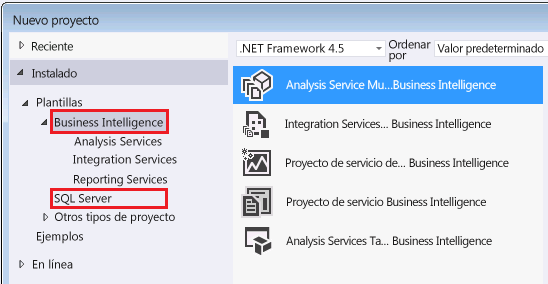 Nuevo proyecto
Reciente
Instalado
Plantillas
Business Intelligence
Analysis Services
Integration Services
Reporting Services
SQL Server
Otros tipos de proyecto
Ejemplos
En línea
.NET Framework 4.5
Ordenar por
Valor predeterminado
Analysis Service Mu...Business Intelligence
Integration Services... Business Intelligence
Proyecto de servicio de... Business Intelligence
Proyecto de servicio Business Intelligence
Analysis Services Ta... Business Intelligence